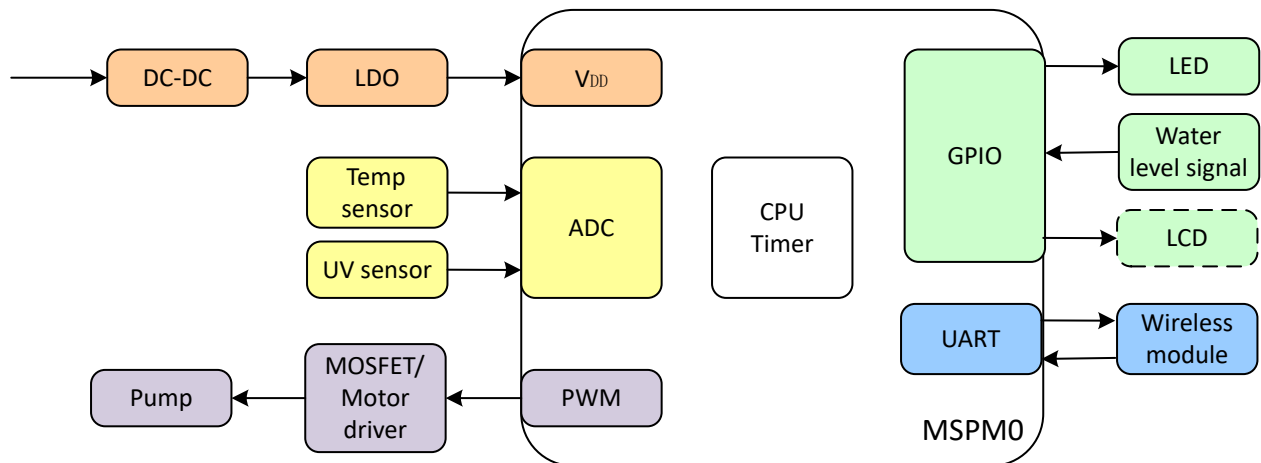 DC-DC
LDO
VDD
LED
GPIO
Water
level signal
LCD
Temp
sensor
UV sensor
ADC
CPU
Timer
UART
Wireless
module
Pump
MOSFET/
Motor
driver
PWM
MSPM0